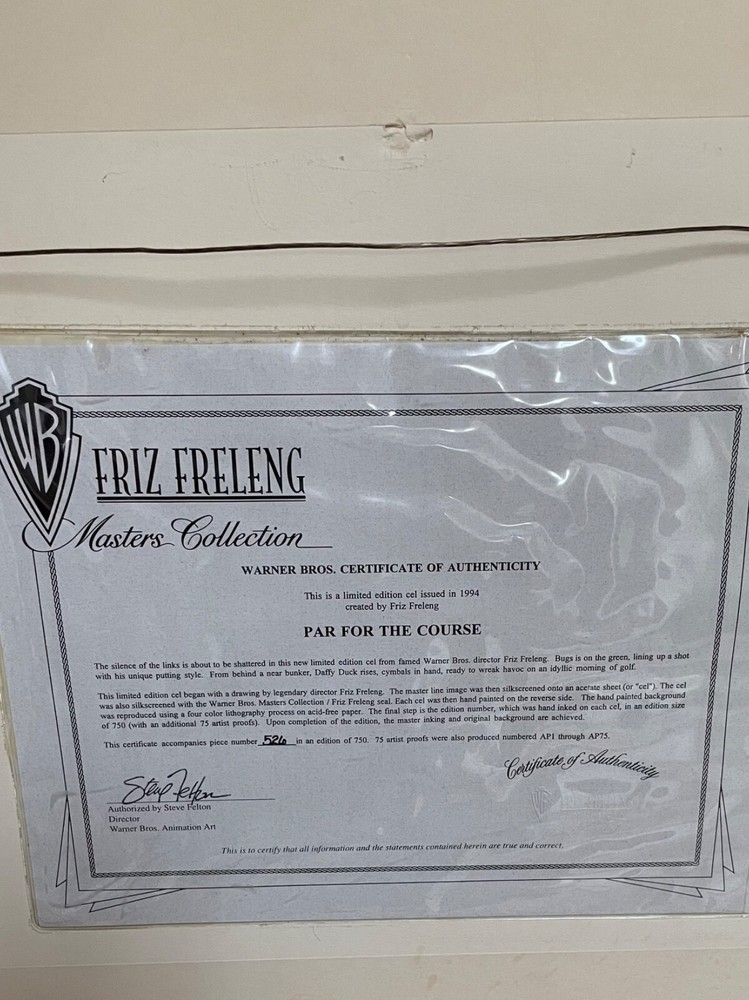 WB
FRIZ FRELENG
Masters Collection
WARNER BROS. CERTIFICATE OF AUTHENTICITY
This is a limited edition cel issued in 1994
created by Friz Freleng
PAR FOR THE COURSE
The silence of the links is about to be shattered in this new limited edition cel from famed Warner Bros. director Friz Freleng. Bugs is on the green, lining up a shot
with his unique putting style. From behind a near bunker, Daffy Duck rises, cymbals in hand, ready to wreak havoc on an idyllic morning of golf.
This limited edition cel began with a drawing by legendary director Friz Freleng. The master line image was then silkscreened onto an acetate sheet (or "cel"). The cel
was also silkscreened with the Warner Bros. Masters Collection / Friz Freleng seal. Each cel was then hand painted on the reverse side. The hand painted background
was reproduced using a four color lithography process on acid-free paper. The final step is the edition number, which was hand inked on each cel, in an edition size
of 750 (with an additional 75 artist proofs). Upon completion of the edition, the master inking and original background are achieved.
This certificate accompanies piece number 526 in an edition of 750. 75 artist proofs were also produced numbered AP1 through AP75.
Certificate of Authenticity
Steve Felton
Authorized by Steve Felton
Director
Warner Bros. Animation Art
This is to certify that all information and the statements contained herein are true and correct.